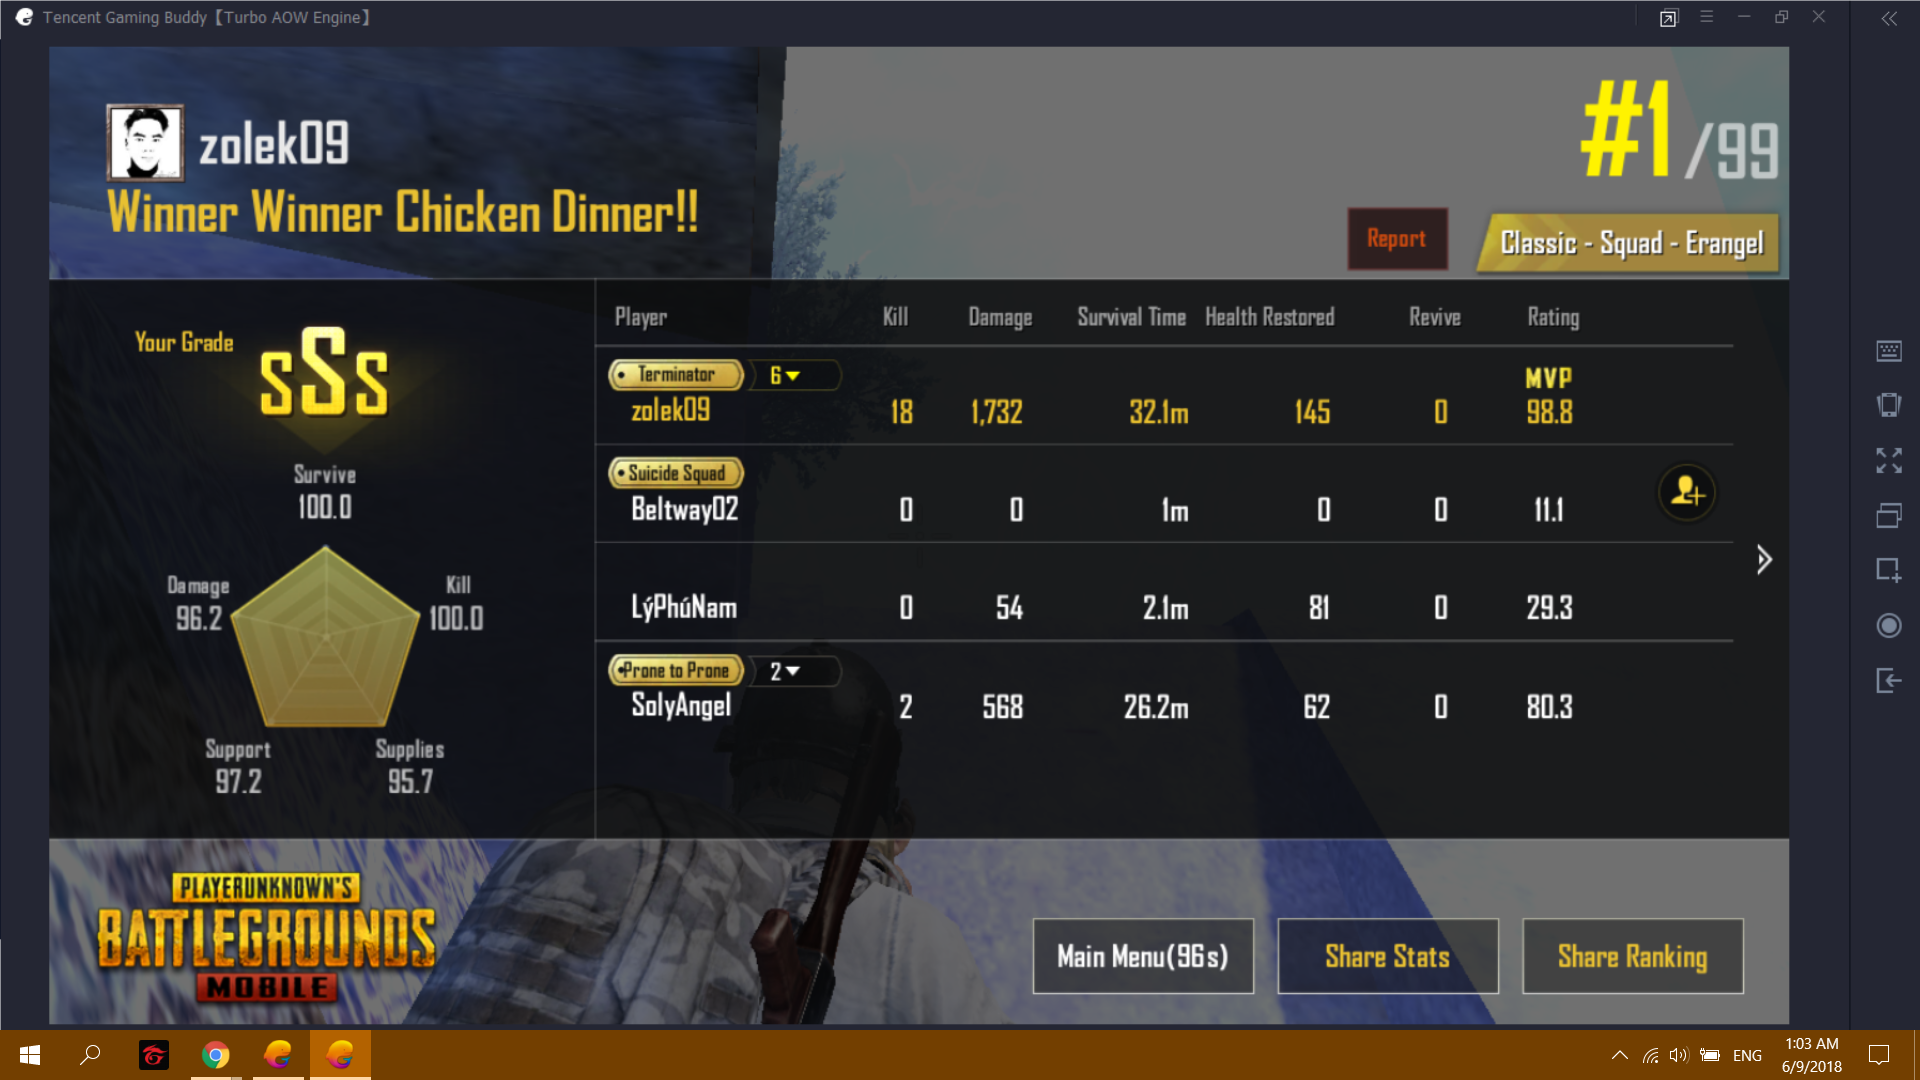 Tencent Gaming Buddy【Turbo AOW Engine】
zolek09
Winner Winner Chicken Dinner!!
#1/99
Report
Classic - Squad - Erangel
Your Grade
sSs
Survive
100.0
Damage
96.2
Kill
100.0
Support
97.2
Supplies
95.7
Player Kill Damage Survival Time Health Restored Revive Rating
Terminator 6 MVP
zolek09 18 1,732 32.1m 145 0 98.8
Suicide Squad
Beltway02 0 0 1m 0 0 11.1
LýPhúNam 0 54 2.1m 81 0 29.3
Prone to Prone 2
SolyAngel 2 568 26.2m 62 0 80.3
PLAYERUNKNOWN'S
BATTLEGROUNDS
MOBILE
Main Menu(96s)
Share Stats
Share Ranking
ENG
1:03 AM
6/9/2018